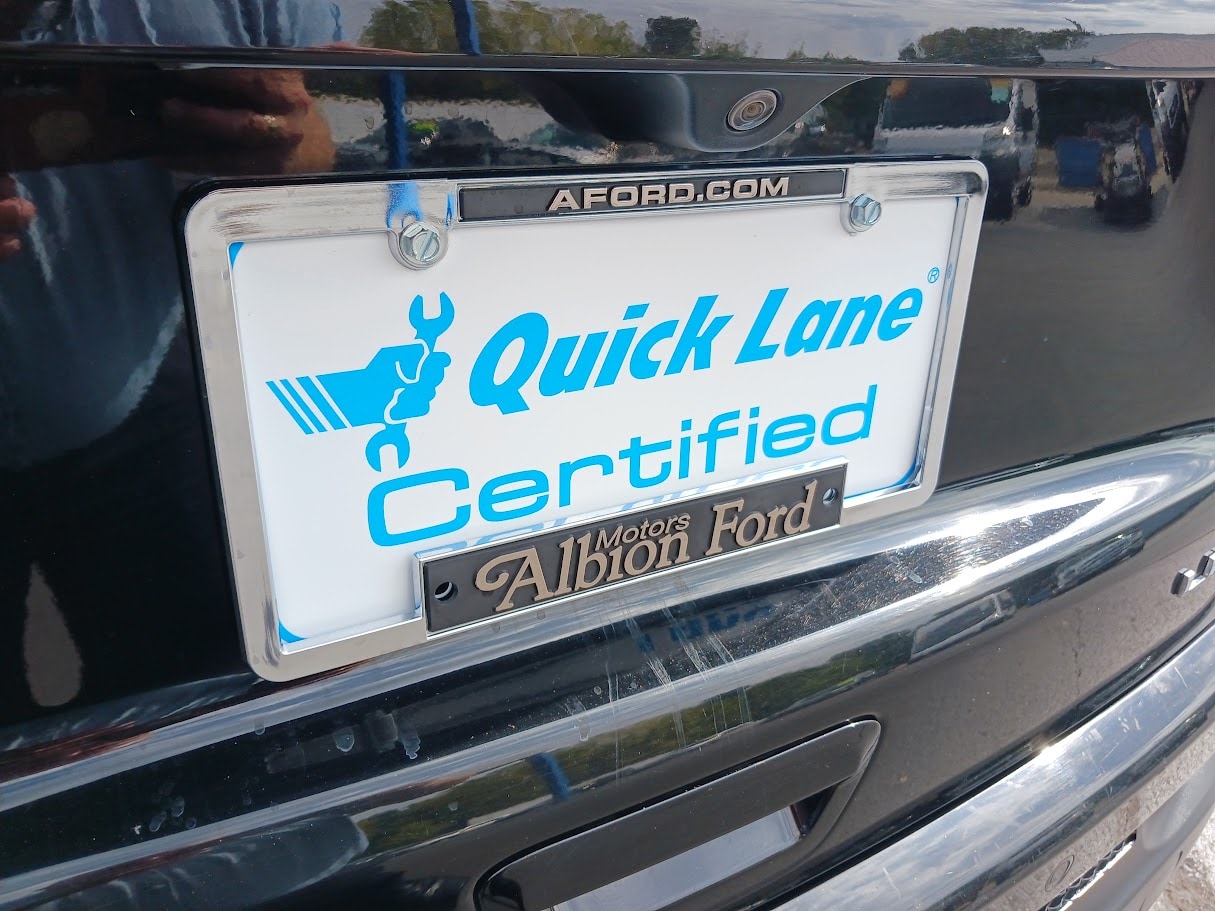 AFORD.COM
Quick Lane®
Certified
Motors
Albion Ford